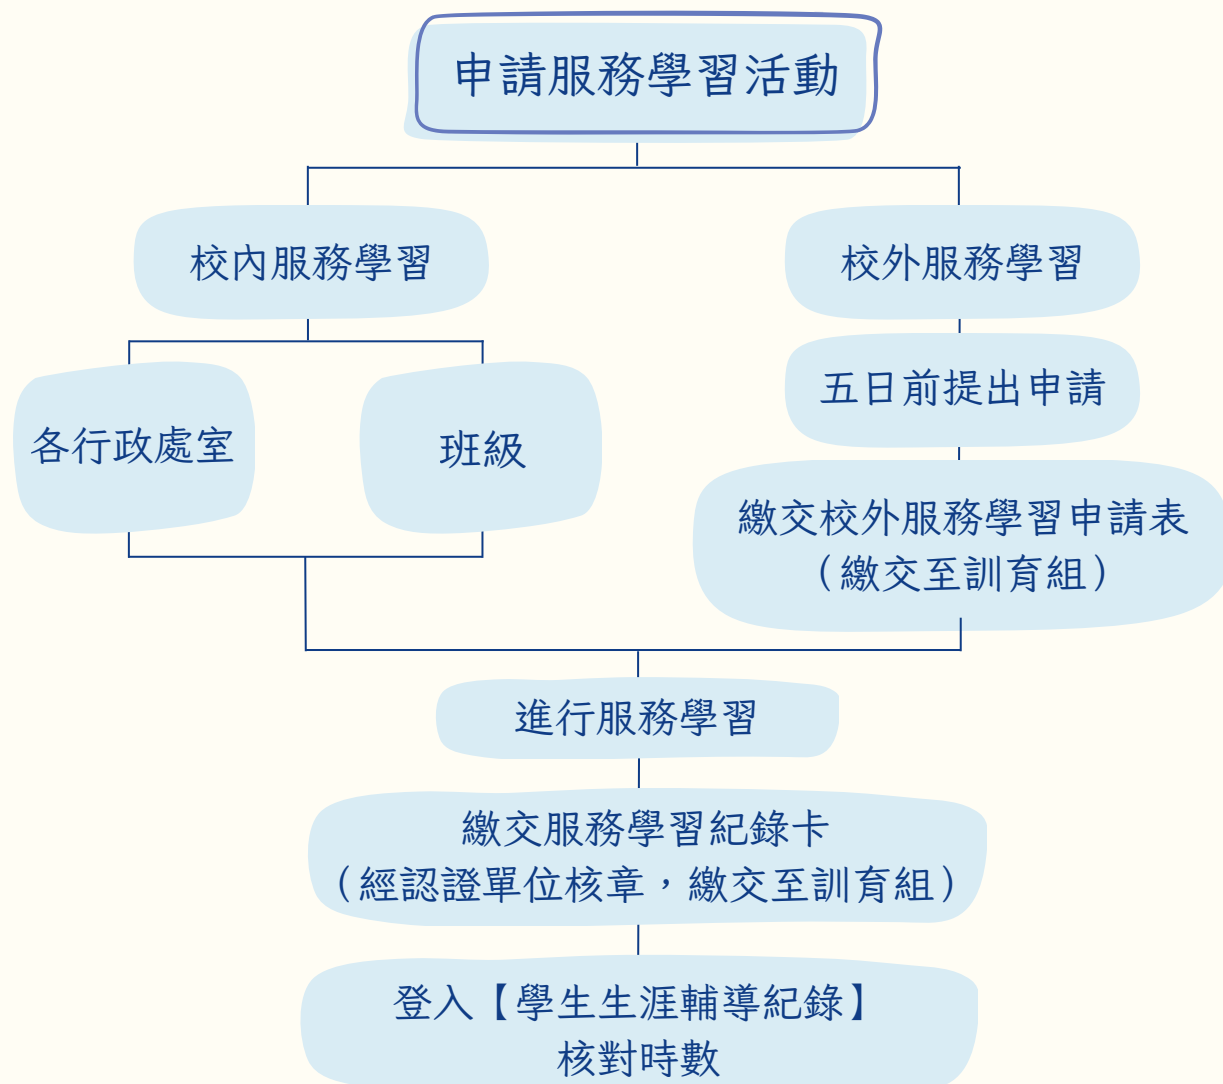 申請服務學習活動
校內服務學習
校外服務學習
五日前提出申請
各行政處室
班級
繳交校外服務學習申請表
（繳交至訓育組）
進行服務學習
繳交服務學習紀錄卡
（經認證單位核章，繳交至訓育組）
登入【學生生涯輔導紀錄】
核對時數